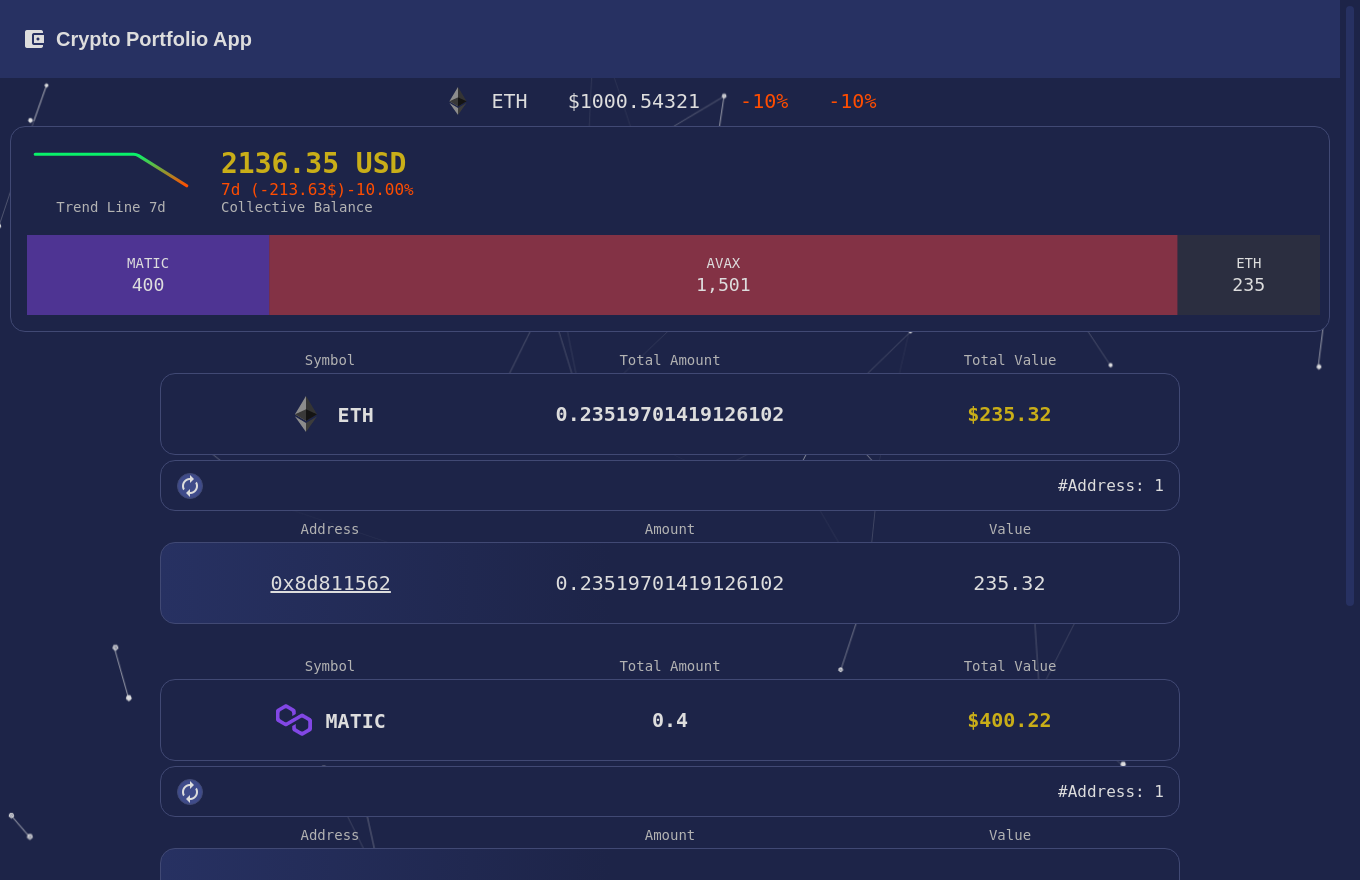 Crypto Portfolio App
ETH $1000.54321 -10% -10%
2136.35 USD
7d (-213.63$)-10.00%
Trend Line 7d Collective Balance
MATIC AVAX ETH
400 1,501 235
Symbol Total Amount Total Value
ETH 0.23519701419126102 $235.32
#Address: 1
Address Amount Value
0x8d811562 0.23519701419126102 235.32
Symbol Total Amount Total Value
MATIC 0.4 $400.22
#Address: 1
Address Amount Value